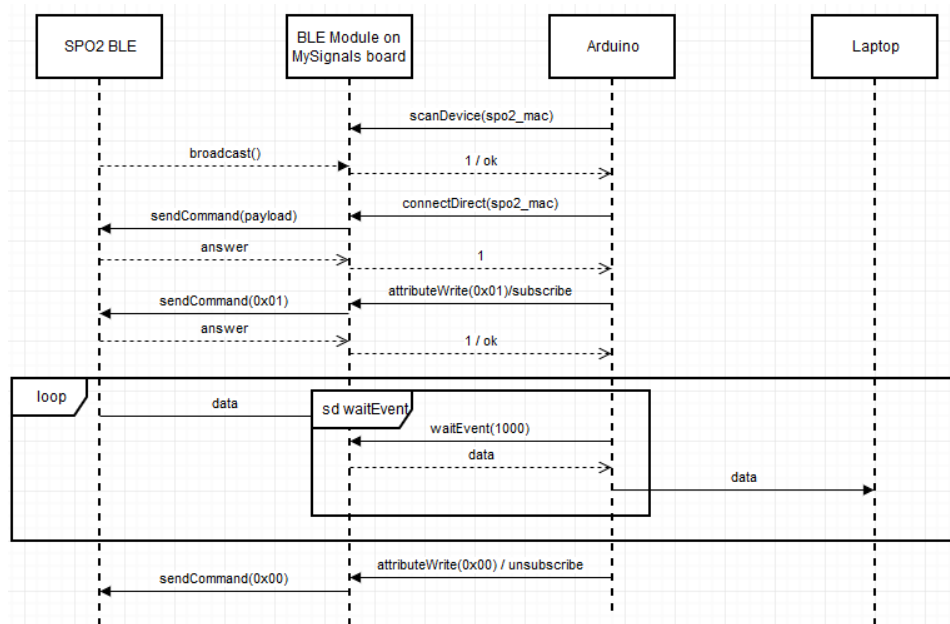 SPO2 BLE
BLE Module on
MySignals board
Arduino
Laptop
scanDevice(spo2_mac)
broadcast()
1 / ok
connectDirect(spo2_mac)
sendCommand(payload)
answer
1
attributeWrite(0x01)/subscribe
sendCommand(0x01)
answer
1 / ok
loop
data
sd waitEvent
waitEvent(1000)
data
data
attributeWrite(0x00) / unsubscribe
sendCommand(0x00)